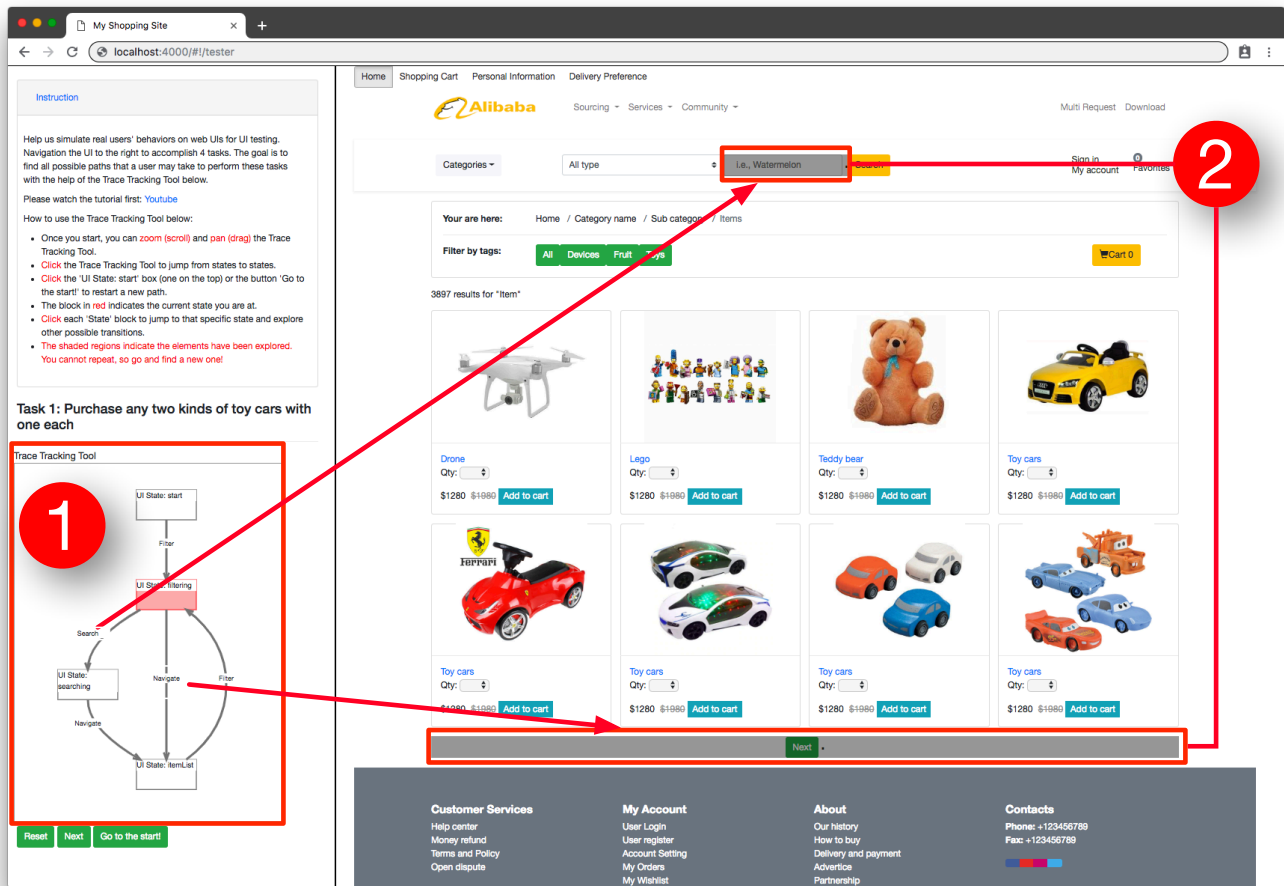 My Shopping Site
localhost:4000/#!/tester
Instruction
Help us simulate real users' behaviors on web UIs for UI testing.
Navigation the UI to the right to accomplish 4 tasks. The goal is to
find all possible paths that a user may take to perform these tasks
with the help of the Trace Tracking Tool below.
Please watch the tutorial first: Youtube
How to use the Trace Tracking Tool below:
Once you start, you can zoom (scroll) and pan (drag) the Trace
Tracking Tool.
Click the Trace Tracking Tool to jump from states to states.
Click the 'UI State: start' box (one on the top) or the button 'Go to
the start!' to restart a new path.
The block in red indicates the current state you are at.
Click each 'State' block to jump to that specific state and explore
other possible transitions.
The shaded regions indicate the elements have been explored.
You cannot repeat, so go and find a new one!
Task 1: Purchase any two kinds of toy cars with
one each
Trace Tracking Tool
1
UI State: start
Filter
UI State: filtering
Search
UI State:
searching
Navigate
Filter
Navigate
UI State: itemList
Reset Next Go to the start!
Home Shopping Cart Personal Information Delivery Preference
Alibaba Sourcing Services Community Multi Request Download
Categories All type i.e., Watermelon Search
Sign in
My account
0
Favorites
2
Your are here: Home / Category name / Sub category / Items
Filter by tags: All Devices Fruit Toys Cart 0
3897 results for "Item"
Drone Lego Teddy bear Toy cars
Qty: Qty: Qty: Qty:
$1280 $1980 Add to cart $1280 $1980 Add to cart $1280 $1980 Add to cart $1280 $1980 Add to cart
Ferrari
Toy cars Toy cars Toy cars Toy cars
Qty: Qty: Qty: Qty:
$1280 $1980 Add to cart $1280 $1980 Add to cart $1280 $1980 Add to cart $1280 $1980 Add to cart
Next
Customer Services My Account About Contacts
Help center User Login Our history Phone: +123456789
Money refund User register How to buy Fax: +123456789
Terms and Policy Account Setting Delivery and payment
Open dispute My Orders Advertice
My Wishlist Partnership